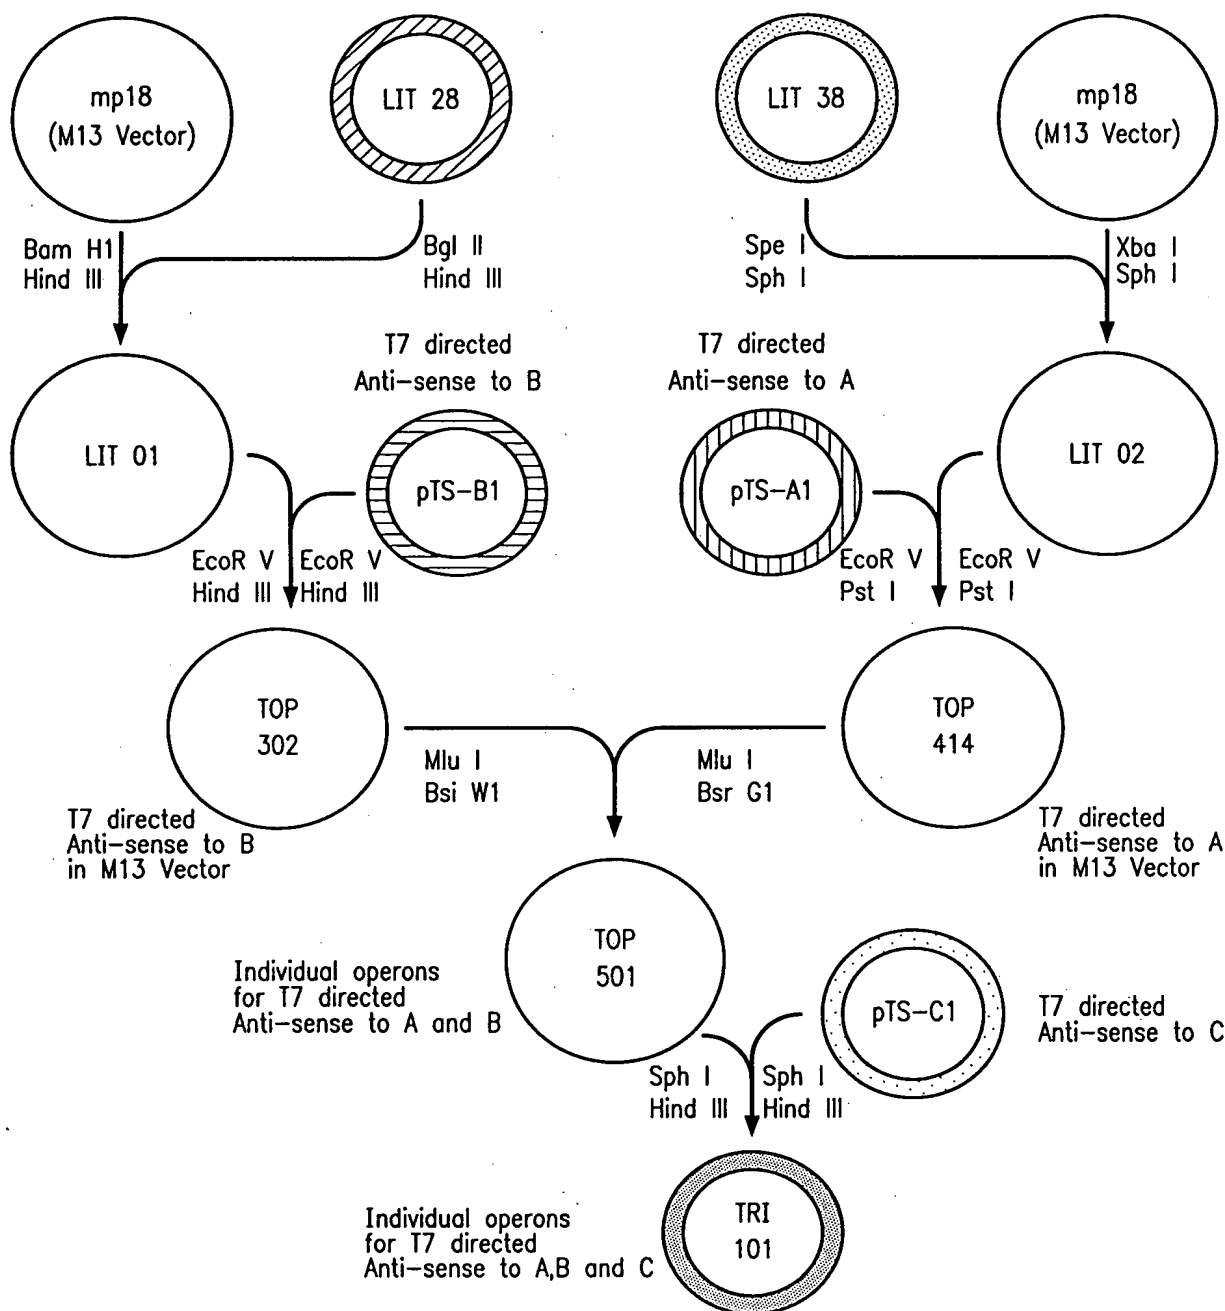 mp18
(M13 Vector)
LIT 28
LIT 38
mp18
(M13 Vector)
Bam H1
Hind III
Bgl II
Hind III
Spe I
Sph I
Xba I
Sph I
T7 directed
Anti-sense to B
T7 directed
Anti-sense to A
LIT 01
pTS-B1
pTS-A1
LIT 02
EcoR V
Hind III
EcoR V
Hind III
EcoR V
Pst I
EcoR V
Pst I
TOP
302
TOP
414
Mlu I
Bsi W1
Mlu I
Bsr G1
T7 directed
Anti-sense to B
in M13 Vector
T7 directed
Anti-sense to A
in M13 Vector
TOP
501
Individual operons
for T7 directed
Anti-sense to A and B
pTS-C1
T7 directed
Anti-sense to C
Sph I
Hind III
Sph I
Hind III
TRI
101
Individual operons
for T7 directed
Anti-sense to A,B and C